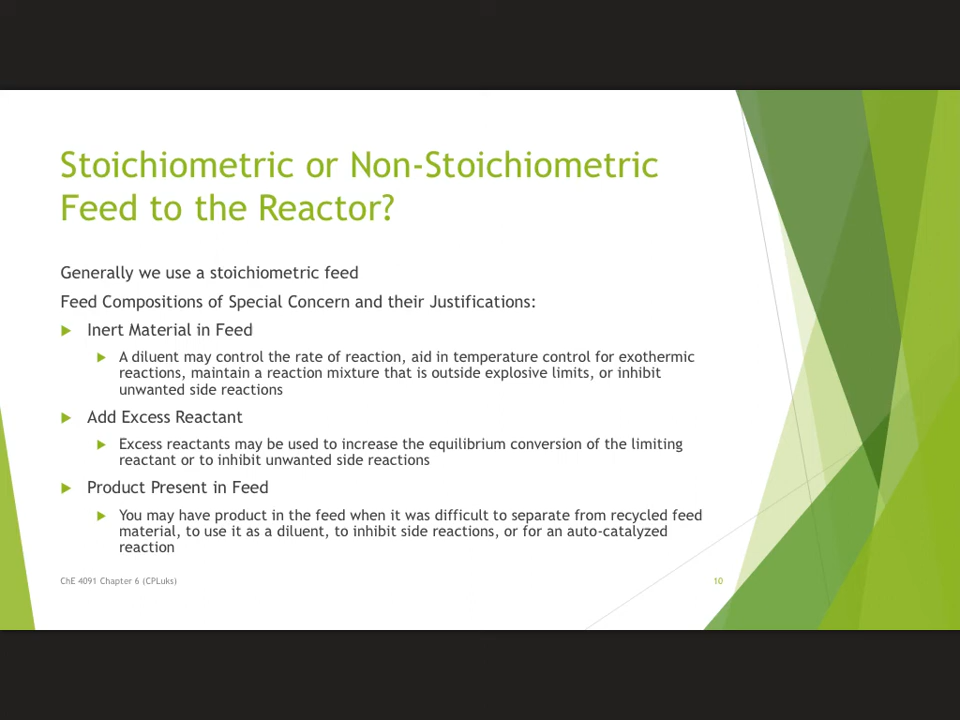 Stoichiometric or Non-Stoichiometric
Feed to the Reactor?
Generally we use a stoichiometric feed
Feed Compositions of Special Concern and their Justifications:
Inert Material in Feed
A diluent may control the rate of reaction, aid in temperature control for exothermic
reactions, maintain a reaction mixture that is outside explosive limits, or inhibit
unwanted side reactions
Add Excess Reactant
Excess reactants may be used to increase the equilibrium conversion of the limiting
reactant or to inhibit unwanted side reactions
Product Present in Feed
You may have product in the feed when it was difficult to separate from recycled feed
material, to use it as a diluent, to inhibit side reactions, or for an auto-catalyzed
reaction
ChE 4091 Chapter 6 (CPLuks)
10